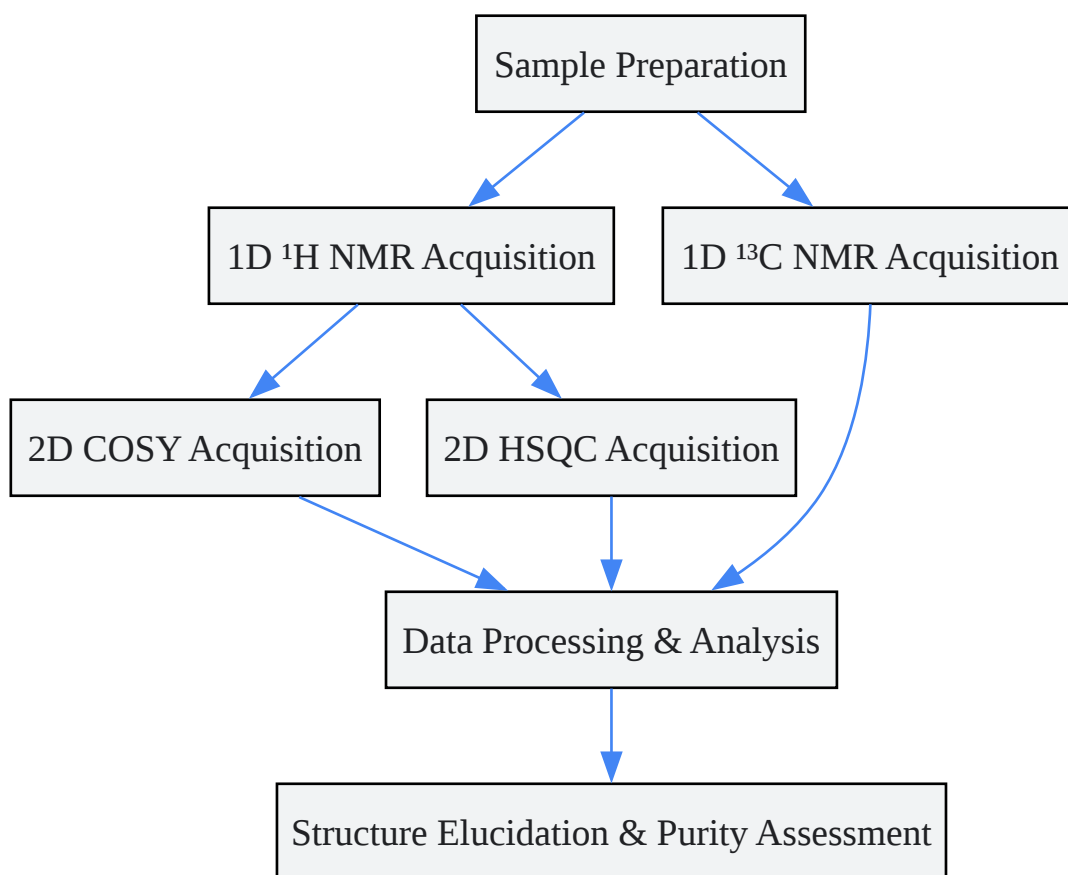 Sample Preparation
1D ¹H NMR Acquisition
1D ¹³C NMR Acquisition
2D COSY Acquisition
2D HSQC Acquisition
Data Processing & Analysis
Structure Elucidation & Purity Assessment